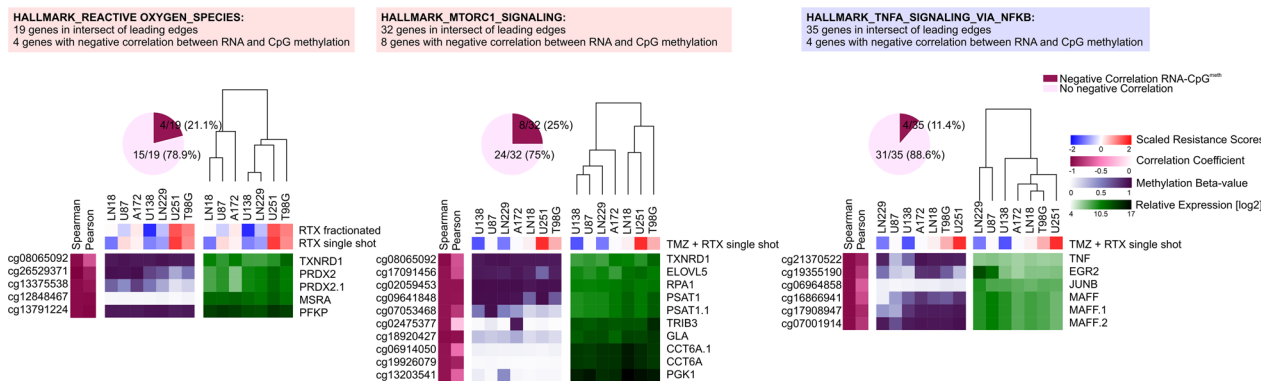 HALLMARK_REACTIVE OXYGEN_SPECIES:
19 genes in intersect of leading edges
4 genes with negative correlation between RNA and CpG methylation
4/19 (21.1%)
15/19 (78.9%)
LN18
U87
A172
U138
LN229
U251
T98G
LN18
U87
A172
U138
LN229
U251
T98G
Spearman
Pearson
RTX fractionated
RTX single shot
cg08065092
TXNRD1
cg26529371
PRDX2
cg13375538
PRDX2.1
cg12848467
MSRA
cg13791224
PFKP
HALLMARK_MTORC1_SIGNALING:
32 genes in intersect of leading edges
8 genes with negative correlation between RNA and CpG methylation
8/32 (25%)
24/32 (75%)
U138
U87
LN229
A172
LN18
U251
T98G
U138
U87
LN229
A172
LN18
U251
T98G
Spearman
Pearson
TMZ + RTX single shot
cg08065092
TXNRD1
cg17091456
ELOVL5
cg02059453
RPA1
cg09641848
PSAT1
cg07053468
PSAT1.1
cg02475377
TRIB3
cg18920427
GLA
cg06914050
CCT6A.1
cg19926079
CCT6A
cg13203541
PGK1
HALLMARK_TNFA_SIGNALING_VIA_NFKB:
35 genes in intersect of leading edges
4 genes with negative correlation between RNA and CpG methylation
4/35 (11.4%)
31/35 (88.6%)
LN229
U87
U138
A172
LN18
T98G
U251
LN229
U87
U138
A172
LN18
T98G
U251
Spearman
Pearson
TMZ + RTX single shot
cg21370522
TNF
cg19355190
EGR2
cg06964858
JUNB
cg16866941
MAFF
cg17908947
MAFF.1
cg07001914
MAFF.2
Negative Correlation RNA-CpGmeth
No negative Correlation
Scaled Resistance Scores
-2 0 2
Correlation Coefficient
-1 -0.5 0
Methylation Beta-value
0 0.5 1
Relative Expression [log2]
4 10.5 17